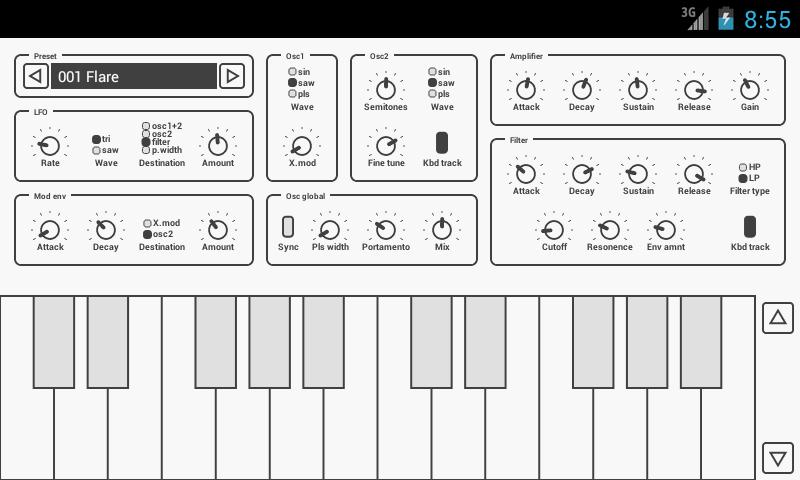 3G 8:55
Preset
001 Flare
LFO
Rate
tri
saw
Wave
osc1+2
osc2
filter
p.width
Destination
Amount
Mod env
Attack
Decay
X.mod
osc2
Destination
Amount
Osc1
sin
saw
pls
Wave
X.mod
Osc2
Semitones
sin
saw
pls
Wave
Fine tune
Kbd track
Osc global
Sync
Pls width
Portamento
Mix
Amplifier
Attack
Decay
Sustain
Release
Gain
Filter
Attack
Decay
Sustain
Release
HP
LP
Filter type
Cutoff
Resonence
Env amnt
Kbd track